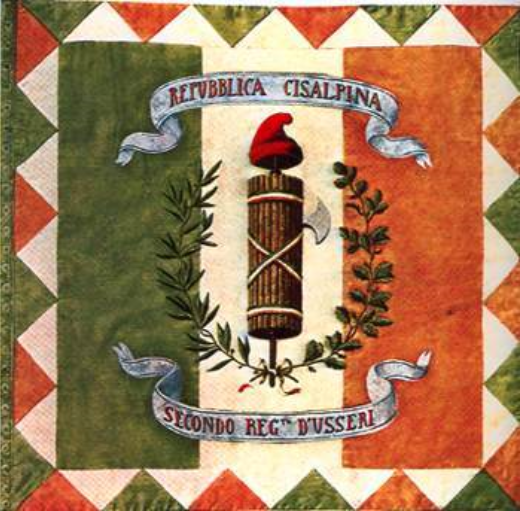 REPUBBLICA CISALPINA
SECONDO REG.TO D'USSERI